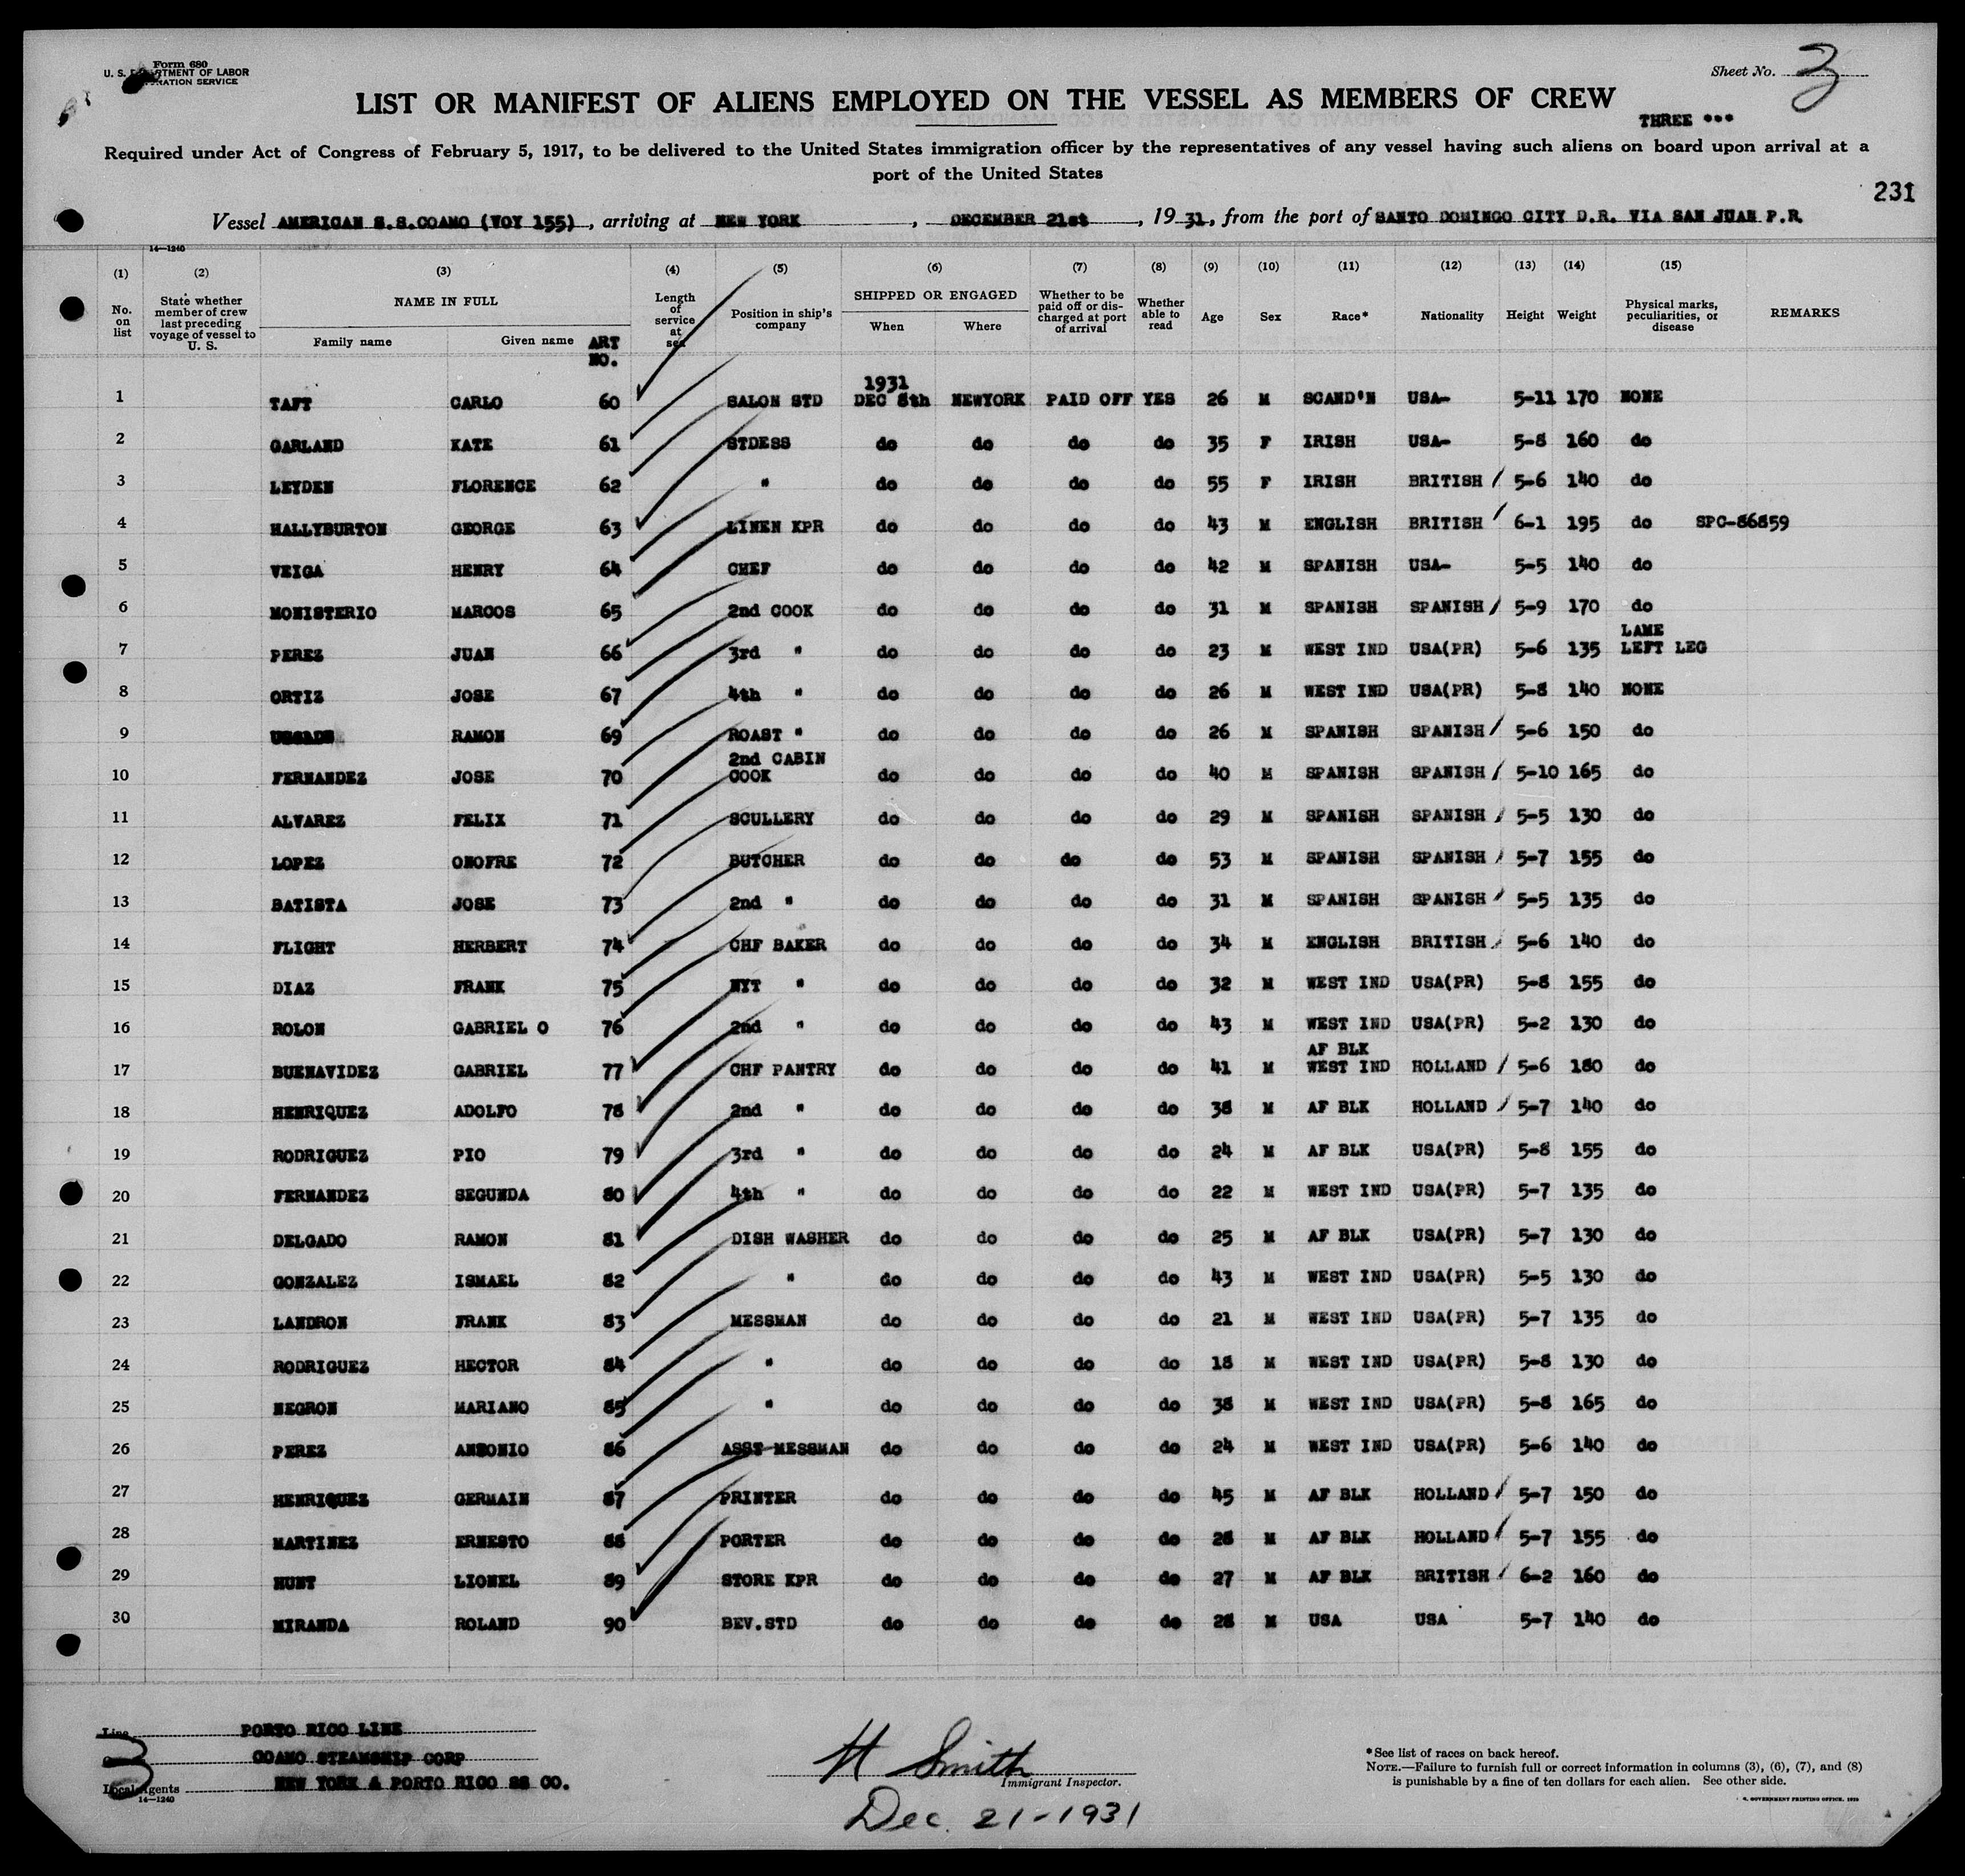 Form 680
U. S. DEPARTMENT OF LABOR
IMMIGRATION SERVICE
Sheet No. 3
LIST OR MANIFEST OF ALIENS EMPLOYED ON THE VESSEL AS MEMBERS OF CREW
THREE ***
Required under Act of Congress of February 5, 1917, to be delivered to the United States immigration officer by the representatives of any vessel having such aliens on board upon arrival at a
port of the United States
231
Vessel AMERICAN S.S.COAMO (VOY 155), arriving at NEW YORK, DECEMBER 21st, 19 31, from the port of SANTO DOMINGO CITY D.R. VIA SAN JUAN P.R.
14—1240
(1) (2) (3) (4) (5) (6) (7) (8) (9) (10) (11) (12) (13) (14) (15)
No. on list State whether member of crew last preceding voyage of vessel to U. S. NAME IN FULL Family name Given name ART NO. Length of service at sea Position in ship's company SHIPPED OR ENGAGED When Where Whether to be paid off or discharged at port of arrival Whether able to read Age Sex Race* Nationality Height Weight Physical marks, peculiarities, or disease REMARKS
1 TAFT CARLO 60 SALON STD 1931 DEC 8th NEWYORK PAID OFF YES 26 M SCAND'N USA- 5-11 170 NONE
2 GARLAND KATE 61 STDESS do do do do 35 F IRISH USA- 5-8 160 do
3 LEYDEN FLORENCE 62 " do do do do 55 F IRISH BRITISH / 5-6 140 do
4 HALLYBURTON GEORGE 63 LINEN KPR do do do do 43 M ENGLISH BRITISH / 6-1 195 do SPC-86859
5 VEIGA HENRY 64 CHEF do do do do 42 M SPANISH USA- 5-5 140 do
6 MONISTERIO MARCOS 65 2nd COOK do do do do 31 M SPANISH SPANISH / 5-9 170 do
7 PEREZ JUAN 66 3rd " do do do do 23 M WEST IND USA(PR) 5-6 135 LAME LEFT LEG
8 ORTIZ JOSE 67 4th " do do do do 26 M WEST IND USA(PR) 5-8 140 NONE
9 RAMON 69 ROAST " do do do do 26 M SPANISH SPANISH / 5-6 150 do
10 FERNANDEZ JOSE 70 2nd CABIN COOK do do do do 40 M SPANISH SPANISH / 5-10 165 do
11 ALVAREZ FELIX 71 SCULLERY do do do do 29 M SPANISH SPANISH / 5-5 130 do
12 LOPEZ ONOFRE 72 BUTCHER do do do do 53 M SPANISH SPANISH / 5-7 155 do
13 BATISTA JOSE 73 2nd " do do do do 31 M SPANISH SPANISH / 5-5 135 do
14 FLIGHT HERBERT 74 CHF BAKER do do do do 34 M ENGLISH BRITISH / 5-6 140 do
15 DIAZ FRANK 75 NYT " do do do do 32 M WEST IND USA(PR) 5-8 155 do
16 ROLON GABRIEL O 76 2nd " do do do do 43 M WEST IND USA(PR) 5-2 130 do
17 BUENAVIDEZ GABRIEL 77 CHF PANTRY do do do do 41 M AF BLK WEST IND HOLLAND / 5-6 180 do
18 HENRIQUEZ ADOLFO 78 2nd " do do do do 38 M AF BLK HOLLAND / 5-7 140 do
19 RODRIGUEZ PIO 79 3rd " do do do do 24 M AF BLK USA(PR) 5-8 155 do
20 FERNANDEZ SEGUNDA 80 4th " do do do do 22 M WEST IND USA(PR) 5-7 135 do
21 DELGADO RAMON 81 DISH WASHER do do do do 25 M AF BLK USA(PR) 5-7 130 do
22 GONZALEZ ISMAEL 82 " do do do do 43 M WEST IND USA(PR) 5-5 130 do
23 LANDRON FRANK 83 MESSMAN do do do do 21 M WEST IND USA(PR) 5-7 135 do
24 RODRIGUEZ HECTOR 84 " do do do do 18 M WEST IND USA(PR) 5-8 130 do
25 NEGRON MARIANO 85 " do do do do 38 M WEST IND USA(PR) 5-8 165 do
26 PEREZ ANTONIO 86 ASST MESSMAN do do do do 24 M WEST IND USA(PR) 5-6 140 do
27 HENRIQUEZ GERMAIN 87 PRINTER do do do do 45 M AF BLK HOLLAND / 5-7 150 do
28 MARTINEZ ERNESTO 88 PORTER do do do do 28 M AF BLK HOLLAND / 5-7 155 do
29 HUNT LIONEL 89 STORE KPR do do do do 27 M AF BLK BRITISH / 6-2 160 do
30 MIRANDA ROLAND 90 BEV.STD do do do do 28 M USA USA 5-7 140 do
Line PORTO RICO LINE
3 COAMO STEAMSHIP CORP
Local Agents NEW YORK & PORTO RICO SS CO.
14—1240
H Smith
Immigrant Inspector.
Dec. 21-1931
*See list of races on back hereof.
NOTE.—Failure to furnish full or correct information in columns (3), (6), (7), and (8)
is punishable by a fine of ten dollars for each alien. See other side.
GOVERNMENT PRINTING OFFICE